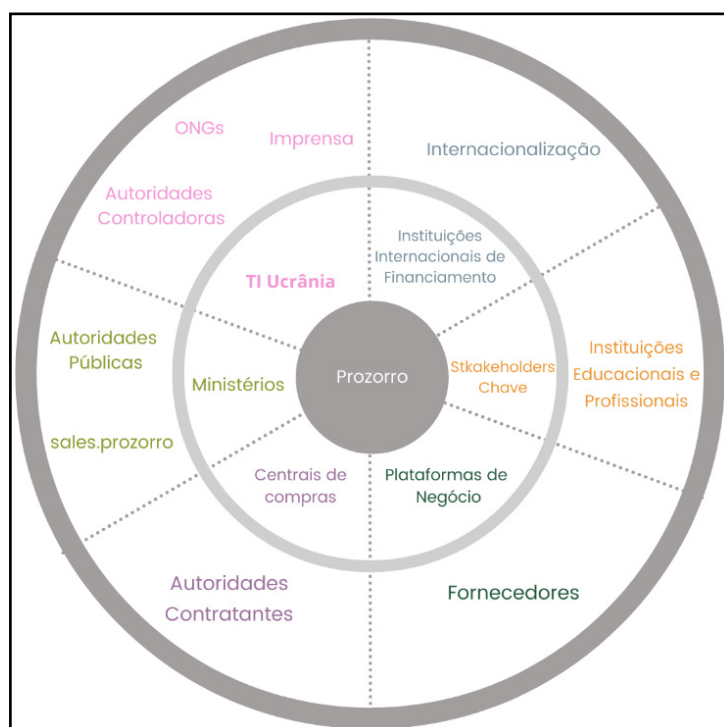 ONGs
Imprensa
Autoridades
Controladoras
Internacionalização
Instituições
Internacionais de
Financiamento
TI Ucrânia
Autoridades
Públicas
sales.prozorro
Ministérios
Prozorro
Stkakeholders
Chave
Instituições
Educacionais e
Profissionais
Centrais de
compras
Plataformas de
Negócio
Autoridades
Contratantes
Fornecedores